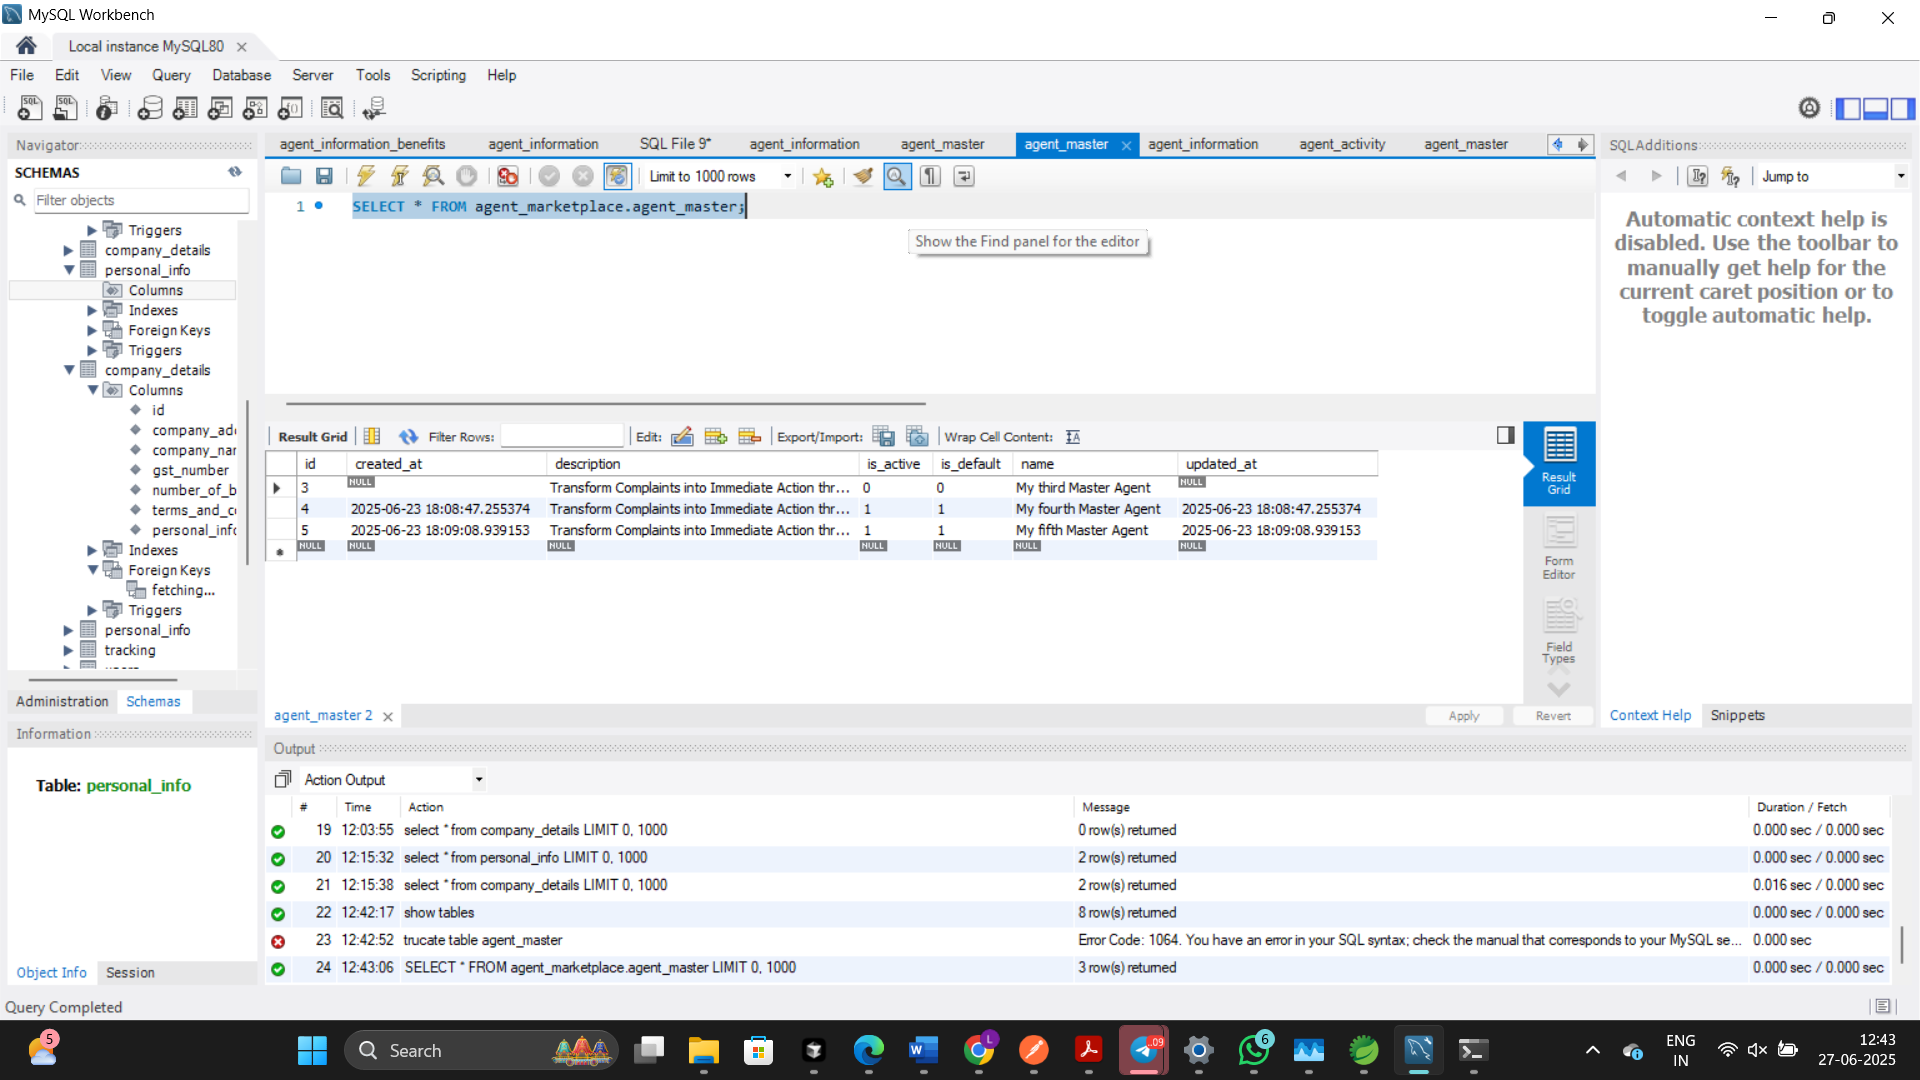 MySQL Workbench
Local instance MySQL80
File Edit View Query Database Server Tools Scripting Help
Navigator
SCHEMAS
Filter objects
Triggers
company_details
personal_info
Columns
Indexes
Foreign Keys
Triggers
company_details
Columns
id
company_ad
company_nar
gst_number
number_of_b
terms_and_c
personal_info
Indexes
Foreign Keys
fetching...
Triggers
personal_info
tracking
Administration Schemas
Information
Table: personal_info
Object Info Session
agent_information_benefits agent_information SQL File 9* agent_information agent_master agent_master agent_information agent_activity agent_master
Limit to 1000 rows
1 SELECT * FROM agent_marketplace.agent_master;
Show the Find panel for the editor
Result Grid Filter Rows: Edit: Export/Import: Wrap Cell Content:
id created_at description is_active is_default name updated_at
3 NULL Transform Complaints into Immediate Action thr... 0 0 My third Master Agent NULL
4 2025-06-23 18:08:47.255374 Transform Complaints into Immediate Action thr... 1 1 My fourth Master Agent 2025-06-23 18:08:47.255374
5 2025-06-23 18:09:08.939153 Transform Complaints into Immediate Action thr... 1 1 My fifth Master Agent 2025-06-23 18:09:08.939153
NULL NULL NULL NULL NULL NULL NULL
Result
Grid
Form
Editor
Field
Types
agent_master 2
Apply Revert
SQLAdditions
Jump to
Automatic context help is
disabled. Use the toolbar to
manually get help for the
current caret position or to
toggle automatic help.
Context Help Snippets
Output
Action Output
# Time Action Message Duration / Fetch
19 12:03:55 select * from company_details LIMIT 0, 1000 0 row(s) returned 0.000 sec / 0.000 sec
20 12:15:32 select * from personal_info LIMIT 0, 1000 2 row(s) returned 0.000 sec / 0.000 sec
21 12:15:38 select * from company_details LIMIT 0, 1000 2 row(s) returned 0.016 sec / 0.000 sec
22 12:42:17 show tables 8 row(s) returned 0.000 sec / 0.000 sec
23 12:42:52 trucate table agent_master Error Code: 1064. You have an error in your SQL syntax; check the manual that corresponds to your MySQL se... 0.000 sec
24 12:43:06 SELECT * FROM agent_marketplace.agent_master LIMIT 0, 1000 3 row(s) returned 0.000 sec / 0.000 sec
Query Completed
5
Search
L
.09
6
ENG
IN
12:43
27-06-2025